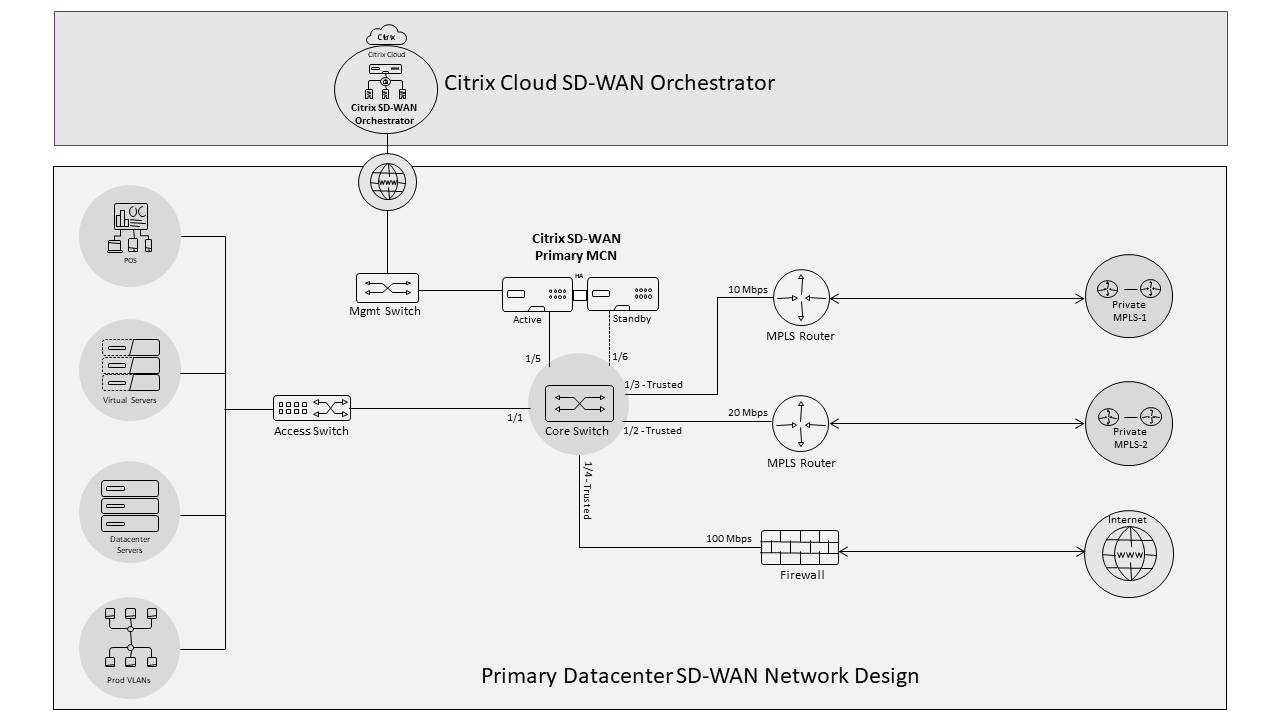 Citrix
Citrix Cloud
Citrix SD-WAN
Orchestrator
Citrix Cloud SD-WAN Orchestrator
WWW
POS
Citrix SD-WAN
Primary MCN
HA
Mgmt Switch
Active
Standby
10 Mbps
MPLS Router
Private
MPLS-1
1/5
1/6
1/3 - Trusted
Virtual Servers
Access Switch
1/1
Core Switch
1/2 - Trusted
20 Mbps
MPLS Router
Private
MPLS-2
1/4 - Trusted
Datacenter
Servers
100 Mbps
Firewall
Internet
WWW
Prod VLANs
Primary Datacenter SD-WAN Network Design